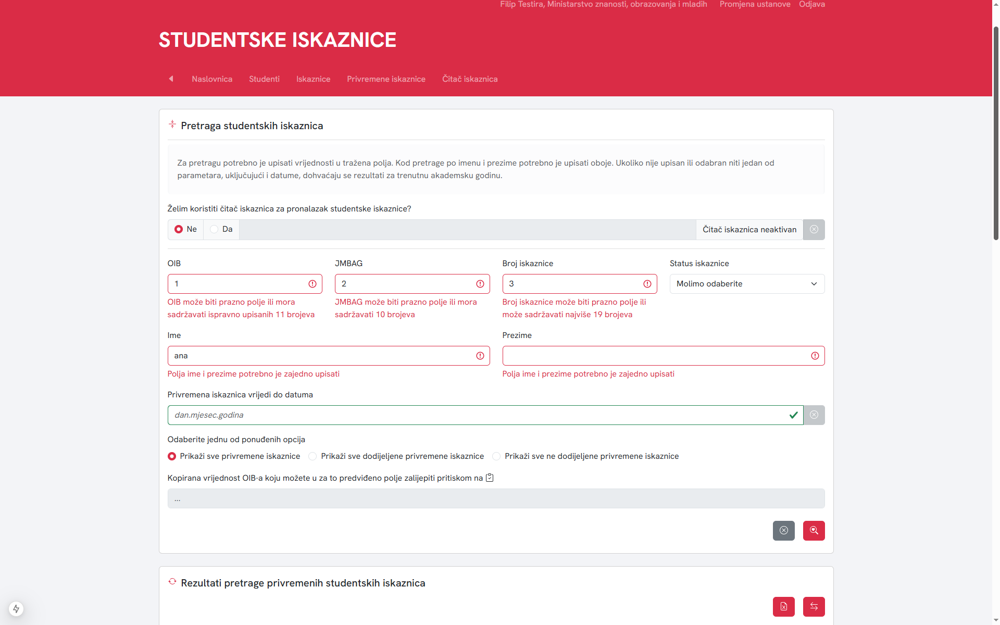 Filip Testira, Ministarstvo znanosti, obrazovanja i mladih Promjena ustanove Odjava
STUDENTSKE ISKAZNICE
Naslovnica Studenti Iskaznice Privremene iskaznice Čitač iskaznica
Pretraga studentskih iskaznica
Za pretragu potrebno je upisati vrijednosti u tražena polja. Kod pretrage po imenu i prezime potrebno je upisati oboje. Ukoliko nije upisan ili odabran niti jedan od
parametara, uključujući i datume, dohvaćaju se rezultati za trenutnu akademsku godinu.
Želim koristiti čitač iskaznica za pronalazak studentske iskaznice?
Ne Da Čitač iskaznica neaktivan
OIB JMBAG Broj iskaznice Status iskaznice
1 2 3 Molimo odaberite
OIB može biti prazno polje ili mora JMBAG može biti prazno polje ili mora Broj iskaznice može biti prazno polje ili
sadržavati ispravno upisanih 11 brojeva sadržavati 10 brojeva može sadržavati najviše 19 brojeva
Ime Prezime
ana
Polja ime i prezime potrebno je zajedno upisati Polja ime i prezime potrebno je zajedno upisati
Privremena iskaznica vrijedi do datuma
dan.mjesec.godina
Odaberite jednu od ponuđenih opcija
Prikaži sve privremene iskaznice Prikaži sve dodijeljene privremene iskaznice Prikaži sve ne dodijeljene privremene iskaznice
Kopirana vrijednost OIB-a koju možete u za to predviđeno polje zalijepiti pritiskom na
...
Rezultati pretrage privremenih studentskih iskaznica